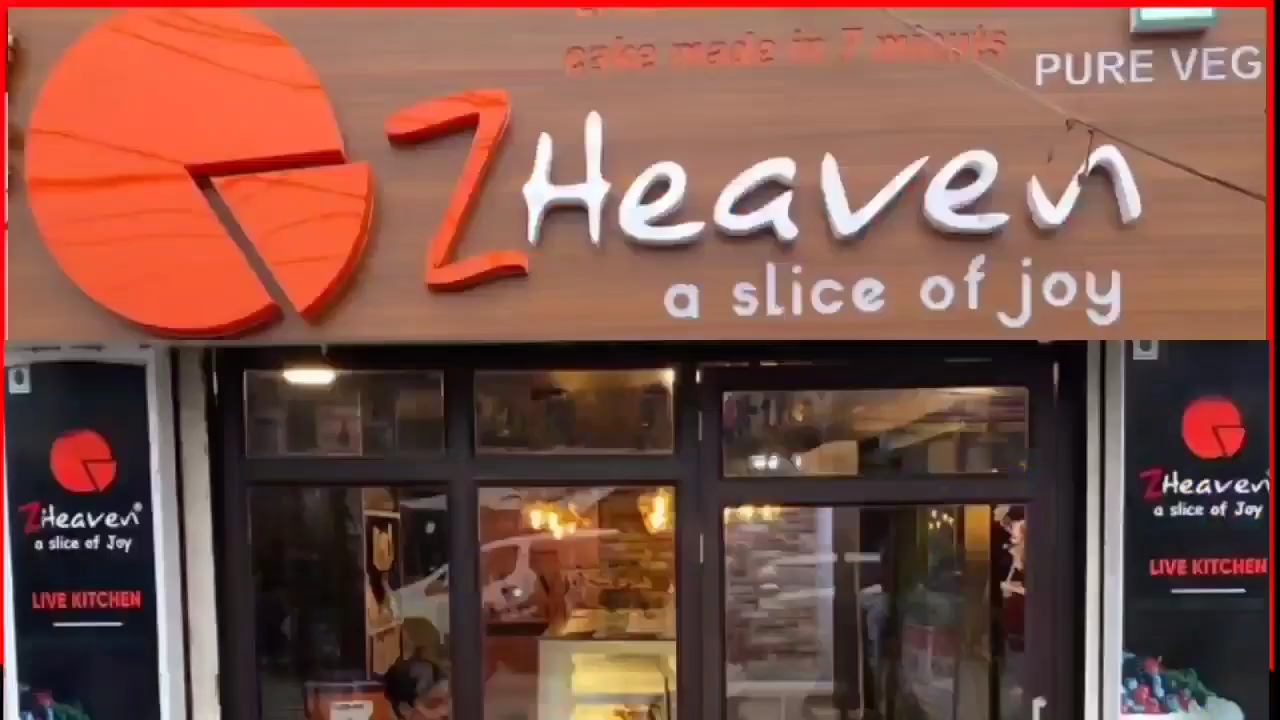 cake made in 7 minuts
PURE VEG
ZHeaven
a slice of joy
ZHeaven®
a slice of Joy
LIVE KITCHEN
ZHeaven
a slice of Joy
LIVE KITCHEN